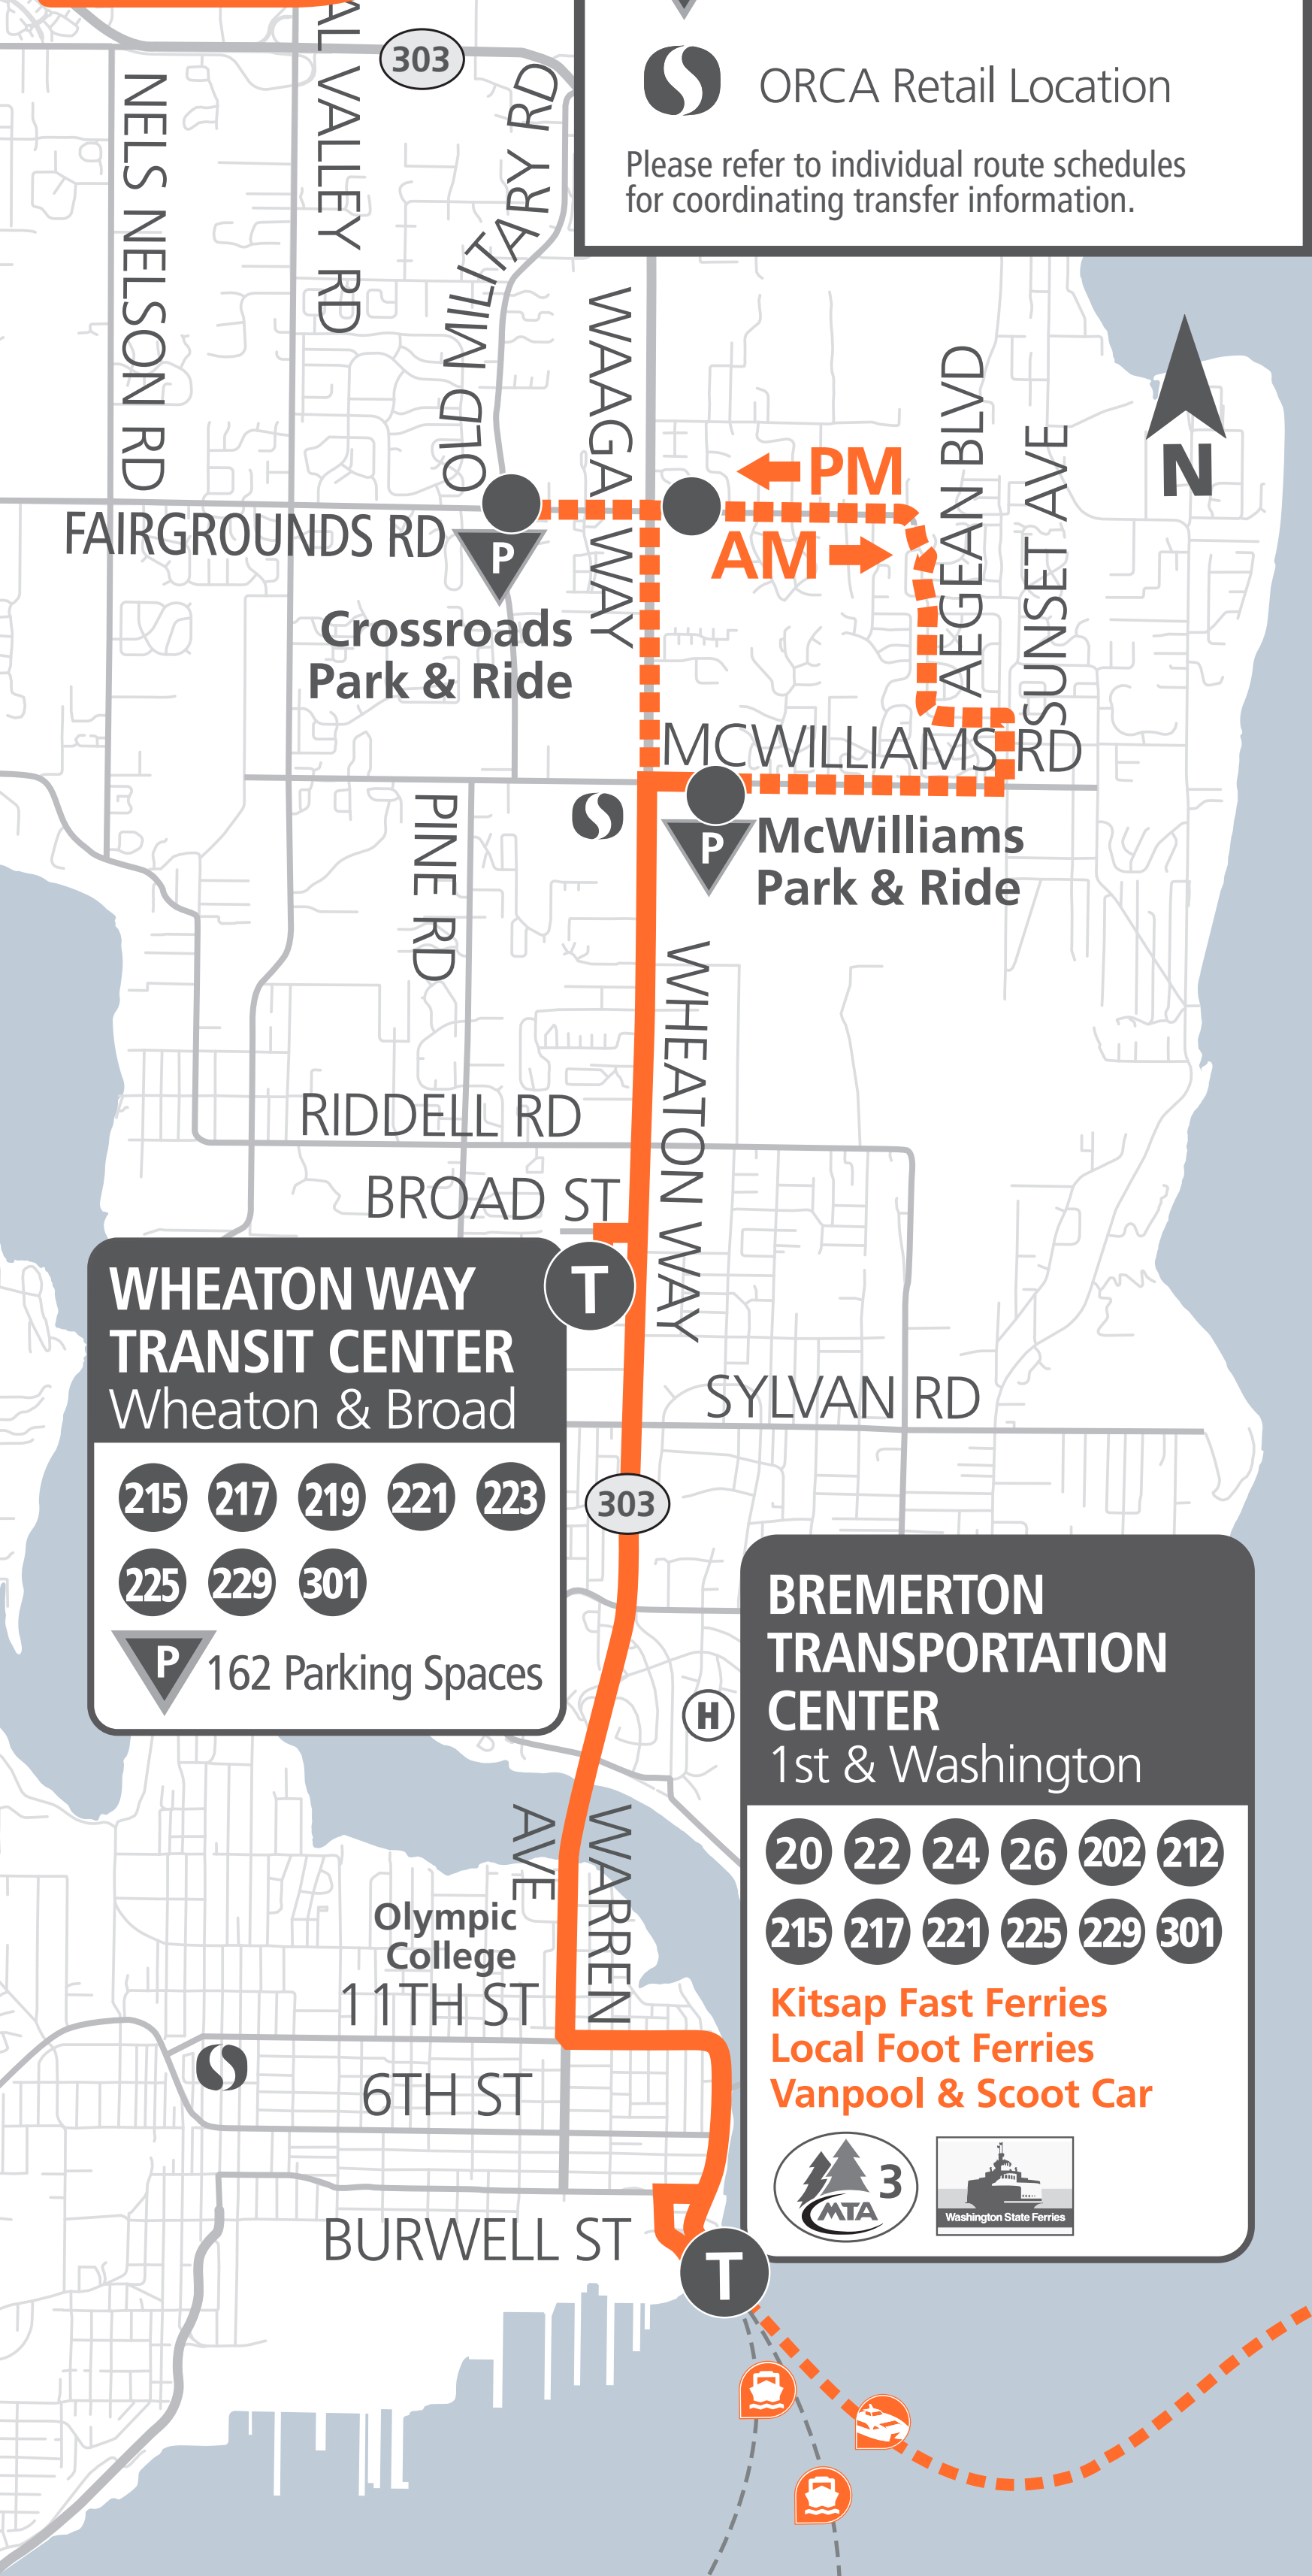 303
ORCA Retail Location
Please refer to individual route schedules
for coordinating transfer information.
NELS NELSON RD
VALLEY RD
OLD MILITARY RD
WAAGA WAY
AEGEAN BLVD
SUNSET AVE
N
PM
AM
FAIRGROUNDS RD
P
Crossroads
Park & Ride
MCWILLIAMS RD
P
McWilliams
Park & Ride
PINE RD
WHEATON WAY
RIDDELL RD
BROAD ST
T
WHEATON WAY
TRANSIT CENTER
Wheaton & Broad
215 217 219 221 223
225 229 301
P 162 Parking Spaces
SYLVAN RD
303
H
BREMERTON
TRANSPORTATION
CENTER
1st & Washington
20 22 24 26 202 212
215 217 221 225 229 301
Kitsap Fast Ferries
Local Foot Ferries
Vanpool & Scoot Car
MTA 3
Washington State Ferries
WARREN
AVE
Olympic
College
11TH ST
6TH ST
BURWELL ST
T